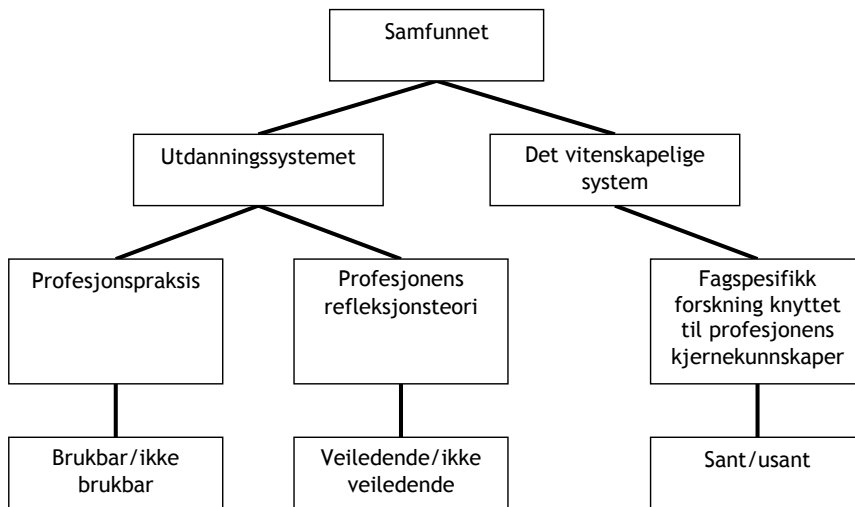 Samfunnet
Utdanningssystemet
Det vitenskapelige
system
Profesjonspraksis
Profesjonens
refleksjonsteori
Fagspesifikk
forskning knyttet
til profesjonens
kjernekunnskaper
Brukbar/ikke
brukbar
Veiledende/ikke
veiledende
Sant/usant